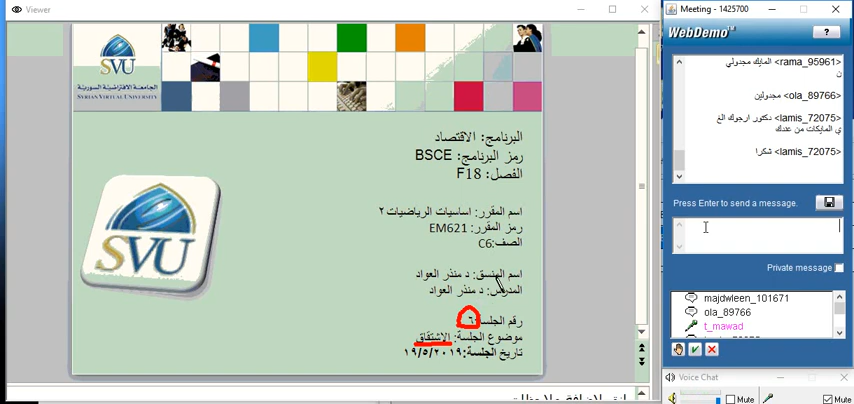 Viewer
SVU
الجامعة الافتراضية السورية
SYRIAN VIRTUAL UNIVERSITY
البرنامج: الاقتصاد
رمز البرنامج: BSCE
الفصل: F18
اسم المقرر: اساسيات الرياضيات ٢
رمز المقرر: EM621
الصف:C6
اسم المنسق: د منذر العواد
المدرس: د منذر العواد
رقم الجلسة:٦
موضوع الجلسة: الاشتقاق
تاريخ الجلسة:١٩/٥/٢٠١٩
SVU
Meeting - 1425700
WebDemo™
?
<rama_95961> المايك مجدولي
ن
<ola_89766> مجدولين
<lamis_72075> دكتور ارجوك الغ
ي المايكات من عندك
<lamis_72075> شكرا
Press Enter to send a message.
Private message
majdwleen_101671
ola_89766
t_mawad
Voice Chat
Mute
Mute